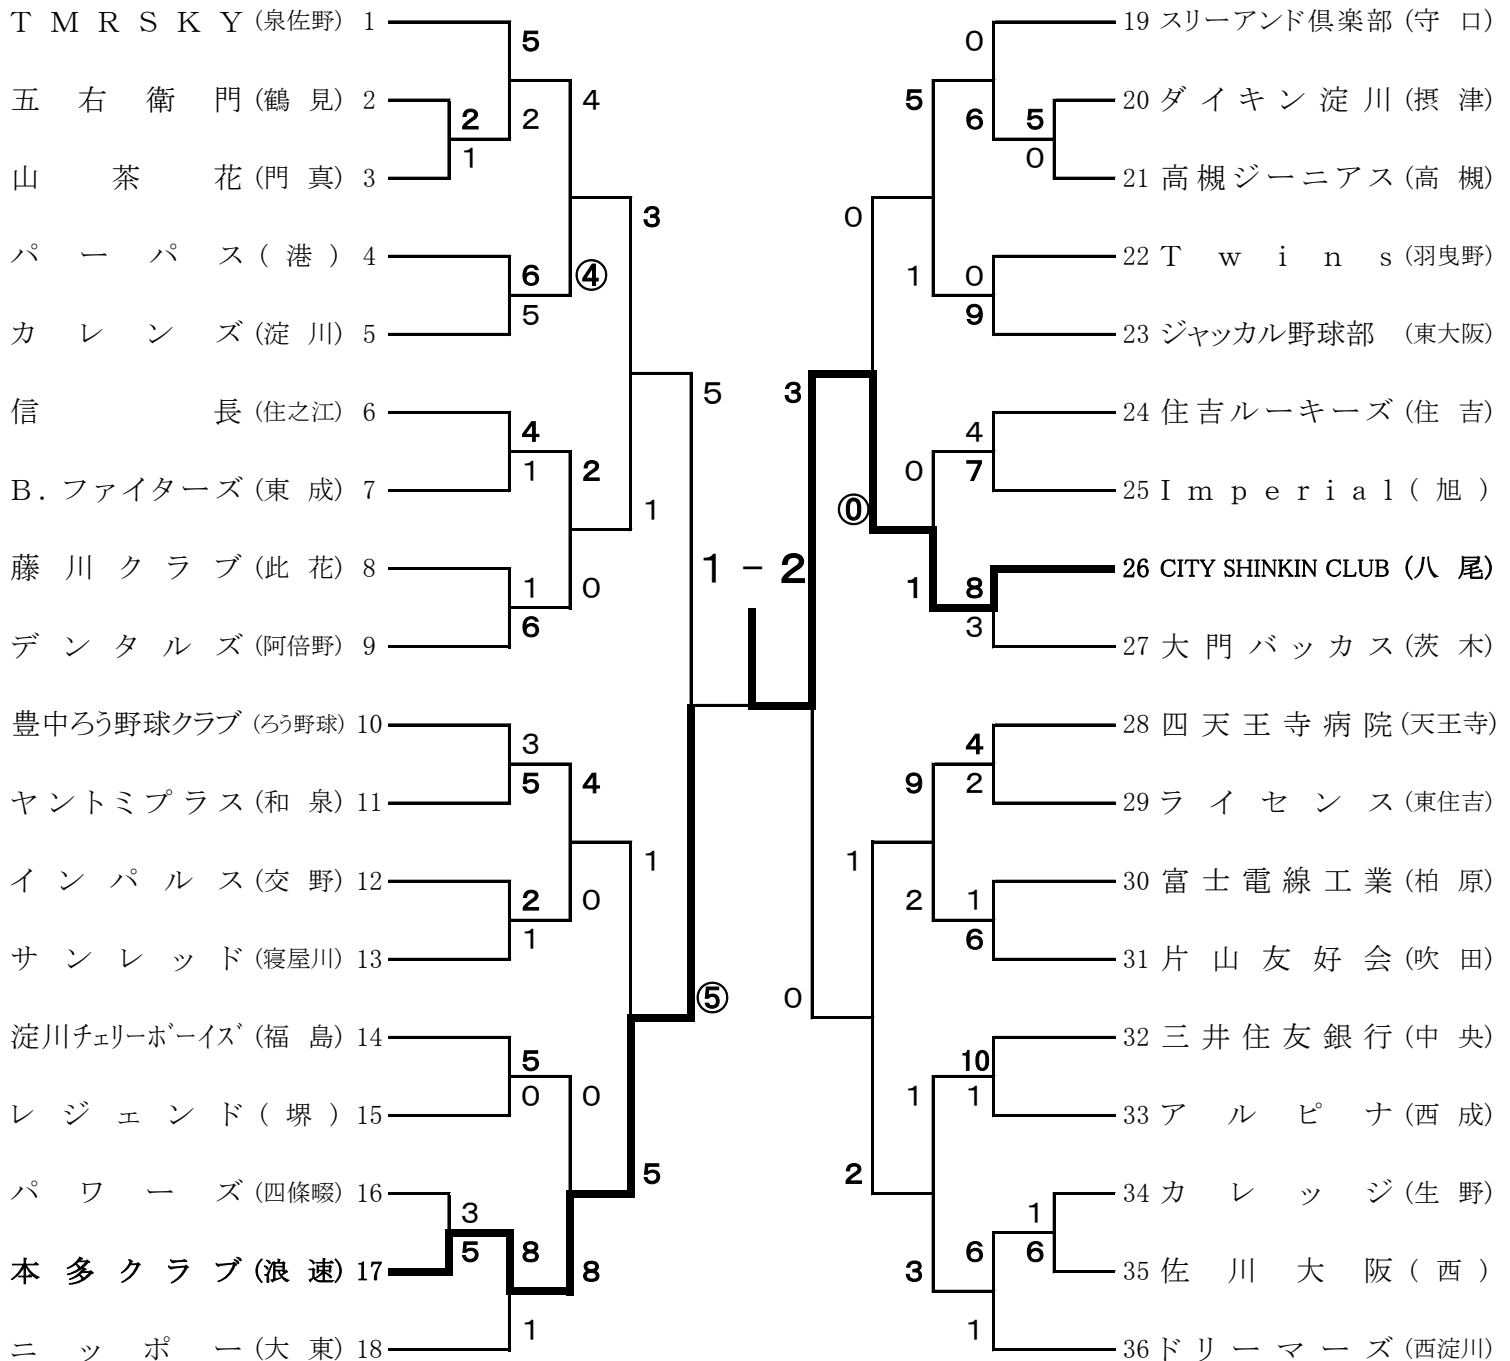 TMRSKY (泉佐野) 1
五右衛門 (鶴見) 2
山茶花 (門真) 3
パーパス (港) 4
カレンズ (淀川) 5
信長 (住之江) 6
B.ファイターズ (東成) 7
藤川クラブ (此花) 8
デンタルズ (阿倍野) 9
豊中ろう野球クラブ (ろう野球) 10
ヤントミプラス (和泉) 11
インパルス (交野) 12
サンレッド (寝屋川) 13
淀川チェリーボーイズ (福島) 14
レジェンド (堺) 15
パワーズ (四條畷) 16
本多クラブ (浪速) 17
ニッポー (大東) 18
5
2
2
1
4
6
5
④
3
4
1
2
1
6
0
1
5
3
5
4
2
1
0
1
5
0
0
3
5
8
1
8
5
⑤
1 - 2
3
0
0
5
0
6
5
0
1
0
9
⓪
0
4
7
1
8
3
1
9
4
2
2
1
6
2
1
10
1
3
6
1
6
1
19 スリーアンド倶楽部 (守口)
20 ダイキン淀川 (摂津)
21 高槻ジーニアス (高槻)
22 Twins (羽曳野)
23 ジャッカル野球部 (東大阪)
24 住吉ルーキーズ (住吉)
25 Imperial (旭)
26 CITY SHINKIN CLUB (八尾)
27 大門バッカス (茨木)
28 四天王寺病院 (天王寺)
29 ライセンス (東住吉)
30 富士電線工業 (柏原)
31 片山友好会 (吹田)
32 三井住友銀行 (中央)
33 アルピナ (西成)
34 カレッジ (生野)
35 佐川大阪 (西)
36 ドリーマーズ (西淀川)